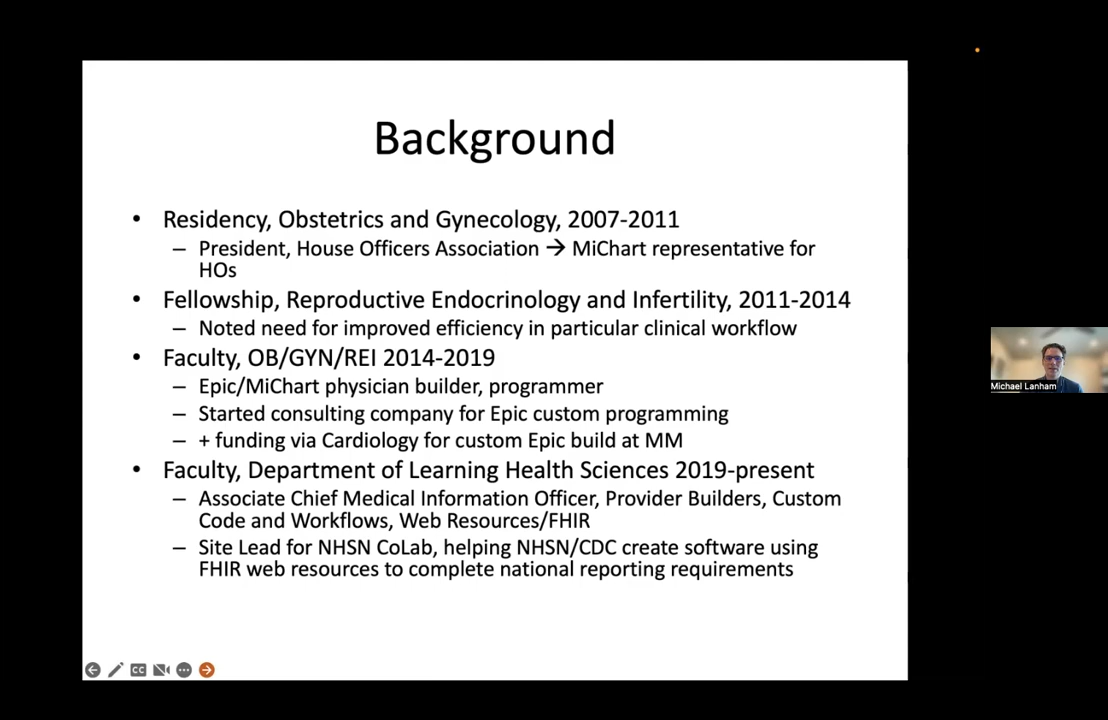 Background
• Residency, Obstetrics and Gynecology, 2007-2011
– President, House Officers Association → MiChart representative for
HOs
• Fellowship, Reproductive Endocrinology and Infertility, 2011-2014
– Noted need for improved efficiency in particular clinical workflow
• Faculty, OB/GYN/REI 2014-2019
– Epic/MiChart physician builder, programmer
– Started consulting company for Epic custom programming
– + funding via Cardiology for custom Epic build at MM
• Faculty, Department of Learning Health Sciences 2019-present
– Associate Chief Medical Information Officer, Provider Builders, Custom
Code and Workflows, Web Resources/FHIR
– Site Lead for NHSN CoLab, helping NHSN/CDC create software using
FHIR web resources to complete national reporting requirements
CC
Michael Lanham